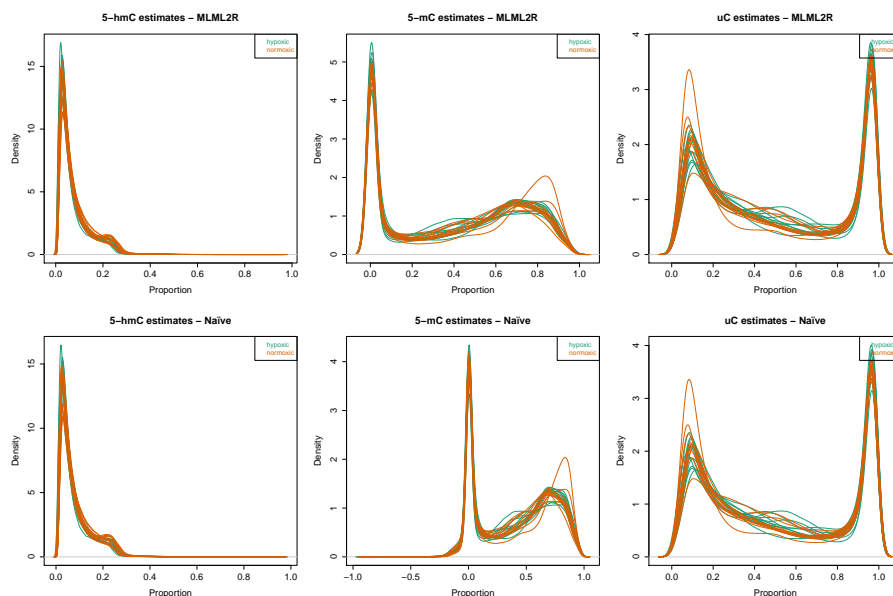 5-hmC estimates – MLML2R
5-mC estimates – MLML2R
uC estimates – MLML2R
Density
0 5 10 15
0.0 0.2 0.4 0.6 0.8 1.0
Proportion
hypoxic
normoxic
Density
0 1 2 3 4 5
0.0 0.2 0.4 0.6 0.8 1.0
Proportion
hypoxic
normoxic
Density
0 1 2 3 4
0.0 0.2 0.4 0.6 0.8 1.0
Proportion
hypoxic
normoxic
5-hmC estimates – Naïve
5-mC estimates – Naïve
uC estimates – Naïve
Density
0 5 10 15
0.0 0.2 0.4 0.6 0.8 1.0
Proportion
hypoxic
normoxic
Density
0 1 2 3 4
−1.0 −0.5 0.0 0.5 1.0
Proportion
hypoxic
normoxic
Density
0 1 2 3 4
0.0 0.2 0.4 0.6 0.8 1.0
Proportion
hypoxic
normoxic